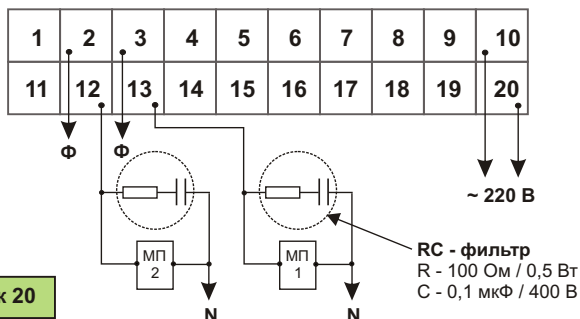 1 2 3 4 5 6 7 8 9 10
11 12 13 14 15 16 17 18 19 20
Ф Ф
~ 220 В
МП
2
МП
1
RC - фильтр
R - 100 Ом / 0,5 Вт
С - 0,1 мкФ / 400 В
к 20
N N